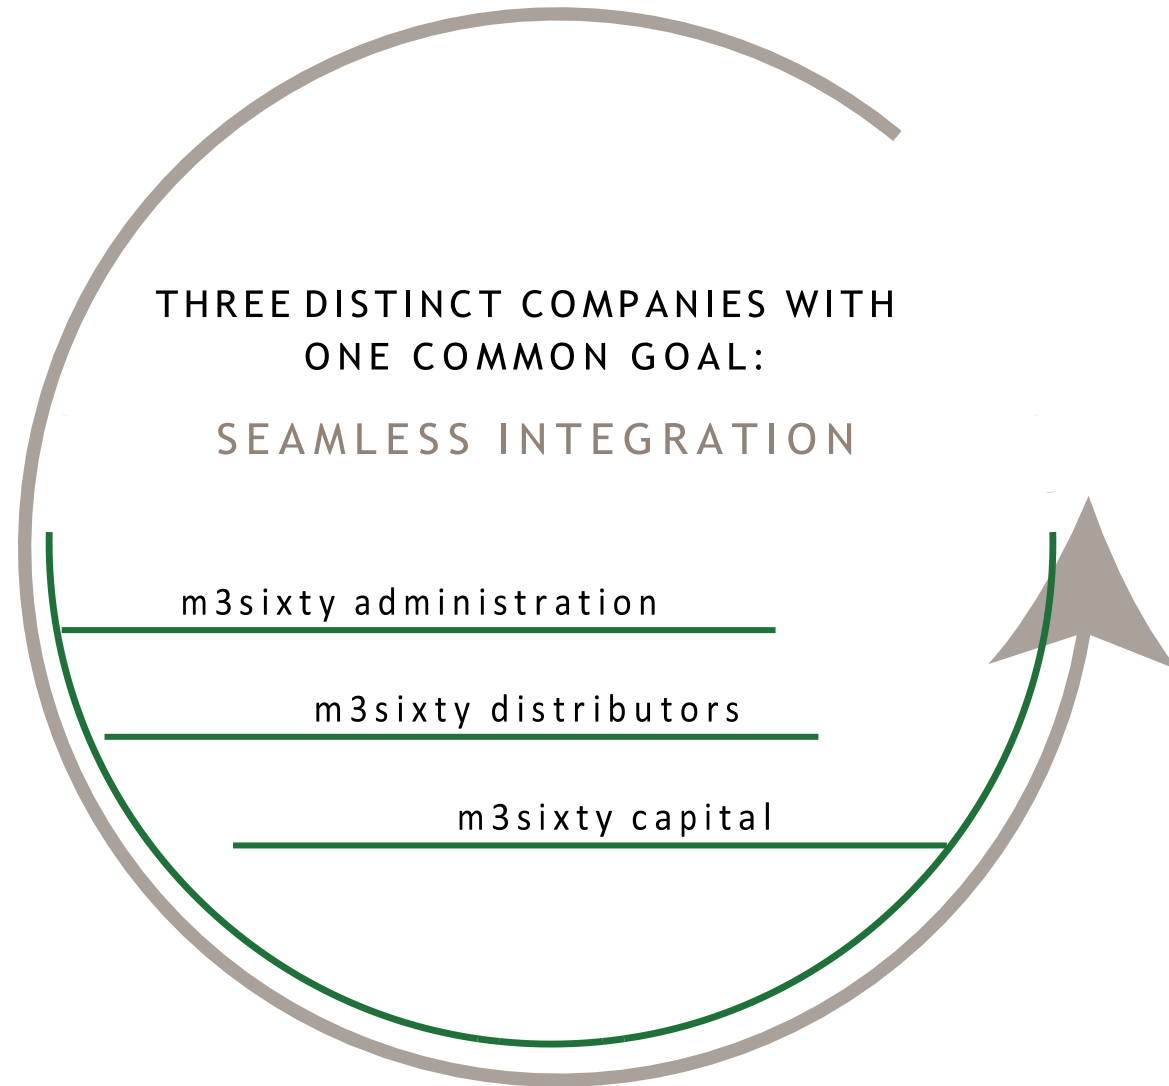 THREE DISTINCT COMPANIES WITH
ONE COMMON GOAL:
SEAMLESS INTEGRATION
m3sixty administration
m3sixty distributors
m3sixty capital